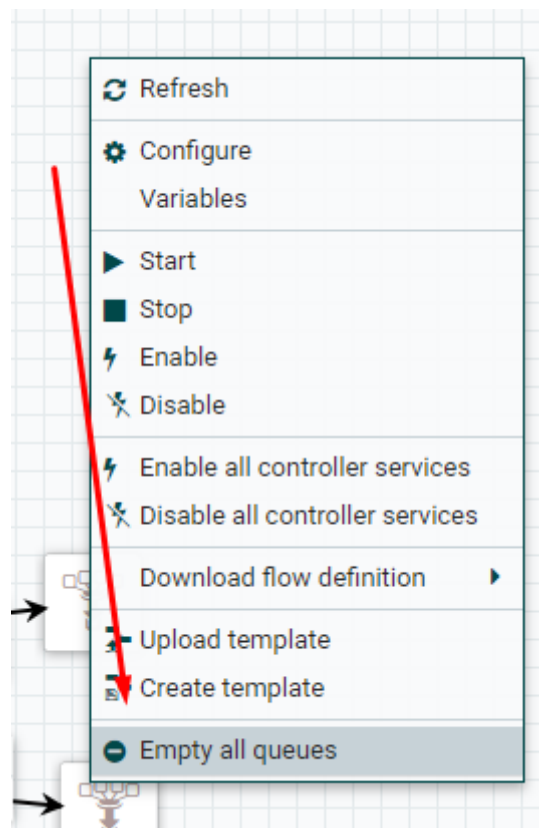 Refresh
Configure
Variables
Start
Stop
Enable
Disable
Enable all controller services
Disable all controller services
Download flow definition
Upload template
Create template
Empty all queues